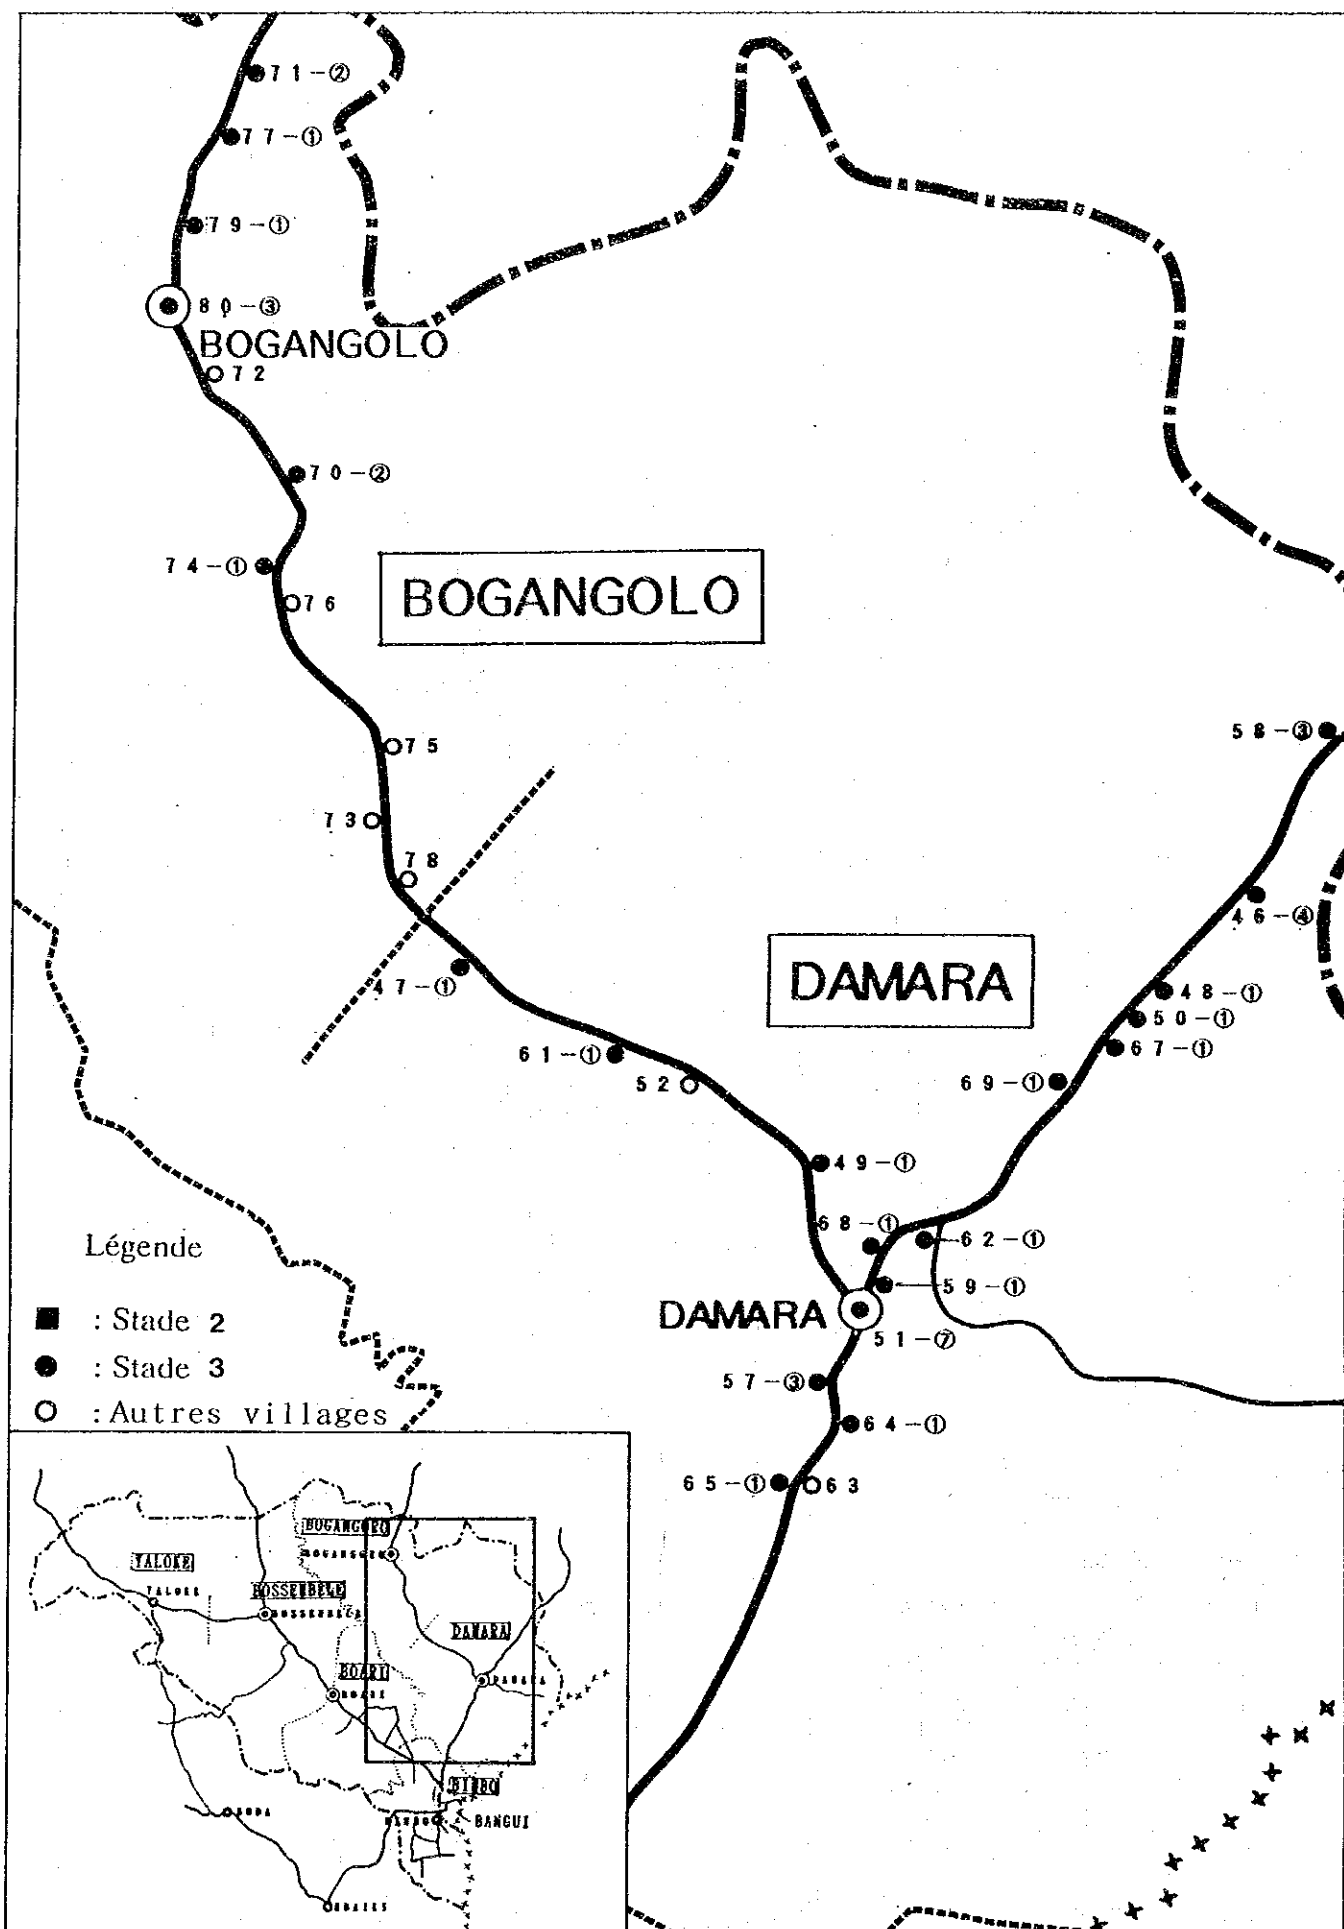 71-②
77-①
79-①
80-③
BOGANGOLO
72
70-②
74-①
76
BOGANGOLO
75
73
78
47-①
61-①
52
58-③
46-④
DAMARA
48-①
50-①
67-①
69-①
49-①
68-①
62-①
59-①
DAMARA
51-⑦
57-③
64-①
65-①
63
Légende
: Stade 2
: Stade 3
: Autres villages
BOGANGOLO
YALOKE
YALOKE
DAMARA
BOALI
BOALI
BIMBO
BANGUI